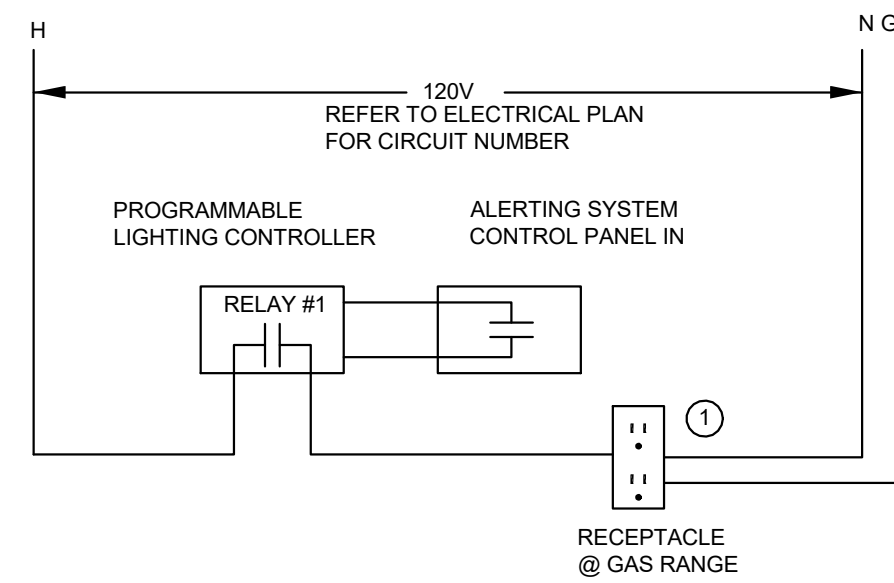 H
N G
120V
REFER TO ELECTRICAL PLAN
FOR CIRCUIT NUMBER
PROGRAMMABLE
LIGHTING CONTROLLER
ALERTING SYSTEM
CONTROL PANEL IN
RELAY #1
1
RECEPTACLE
@ GAS RANGE